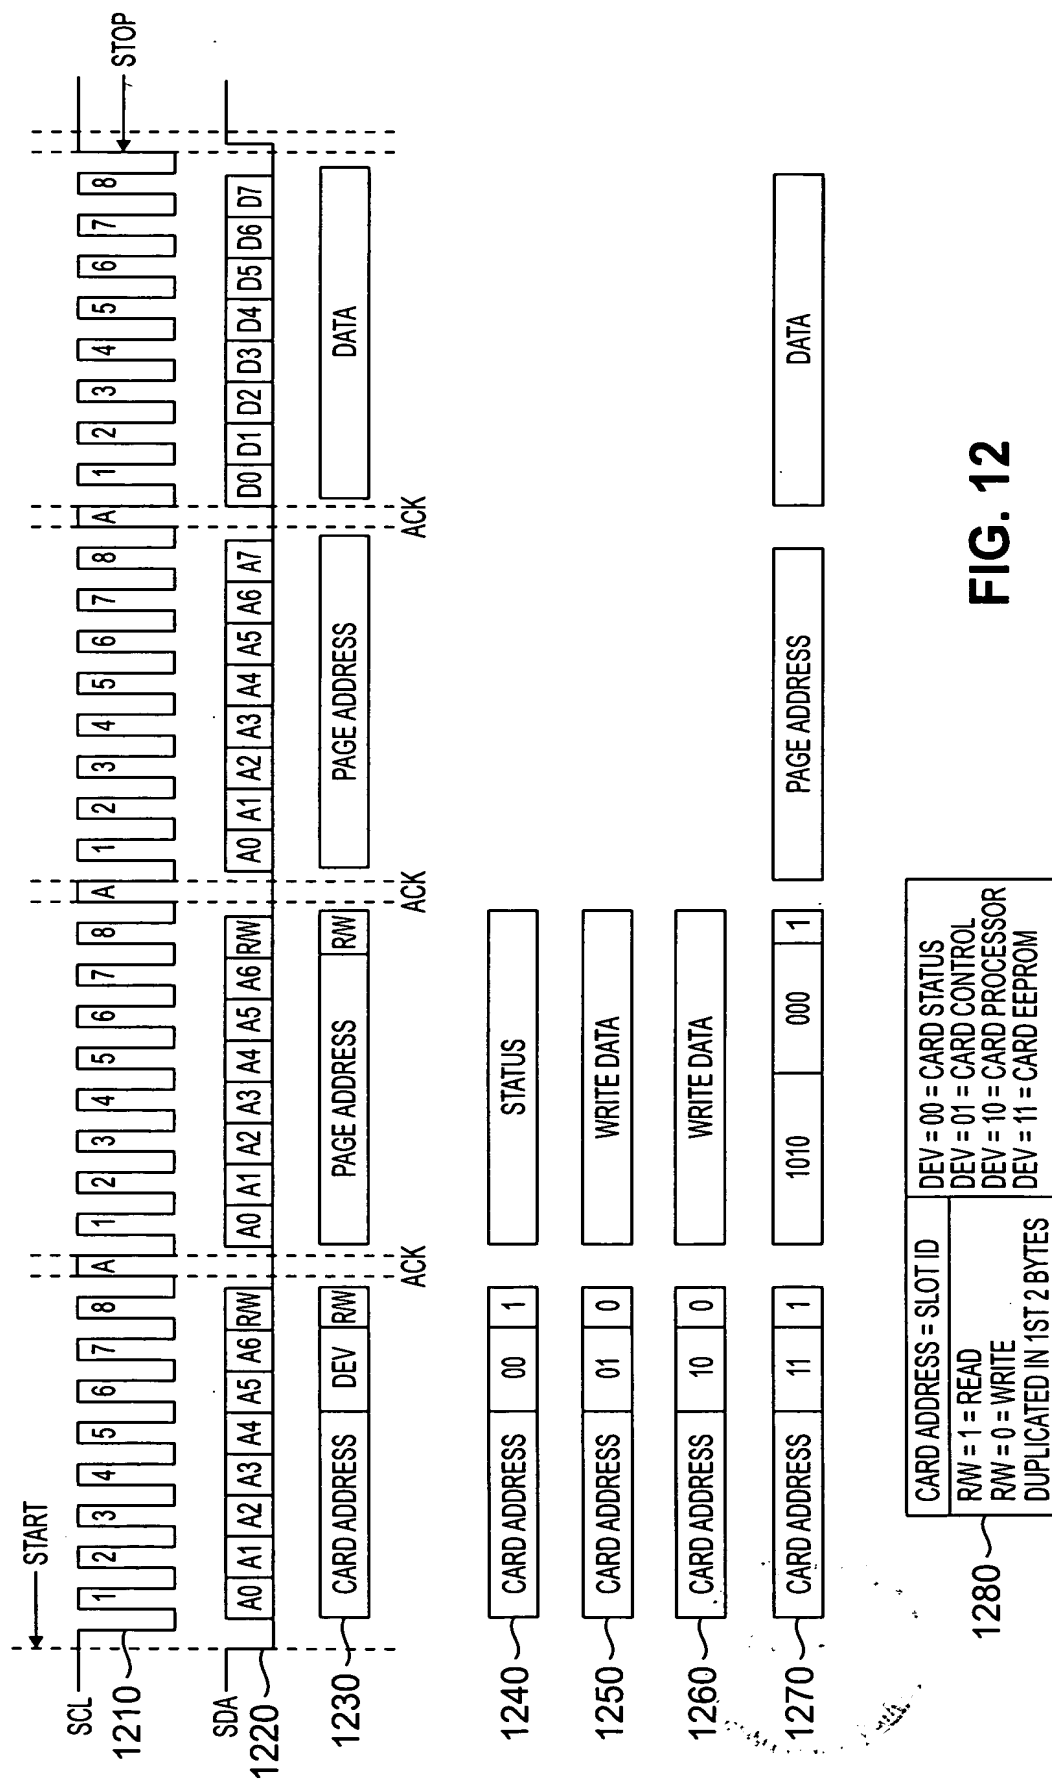 START
STOP
SCL
1 2 3 4 5 6 7 8 A 1 2 3 4 5 6 7 8 A 1 2 3 4 5 6 7 8 A 1 2 3 4 5 6 7 8
1210
SDA
A0 A1 A2 A3 A4 A5 A6 R/W A0 A1 A2 A3 A4 A5 A6 R/W A0 A1 A2 A3 A4 A5 A6 A7 D0 D1 D2 D3 D4 D5 D6 D7
1220
CARD ADDRESS DEV R/W PAGE ADDRESS R/W PAGE ADDRESS DATA
1230
ACK ACK ACK
1240 CARD ADDRESS 00 1 STATUS
1250 CARD ADDRESS 01 0 WRITE DATA
1260 CARD ADDRESS 10 0 WRITE DATA
1270 CARD ADDRESS 11 1 1010 000 1 PAGE ADDRESS DATA
1280
CARD ADDRESS = SLOT ID
R/W = 1 = READ
R/W = 0 = WRITE
DUPLICATED IN 1ST 2 BYTES
DEV = 00 = CARD STATUS
DEV = 01 = CARD CONTROL
DEV = 10 = CARD PROCESSOR
DEV = 11 = CARD EEPROM
FIG. 12